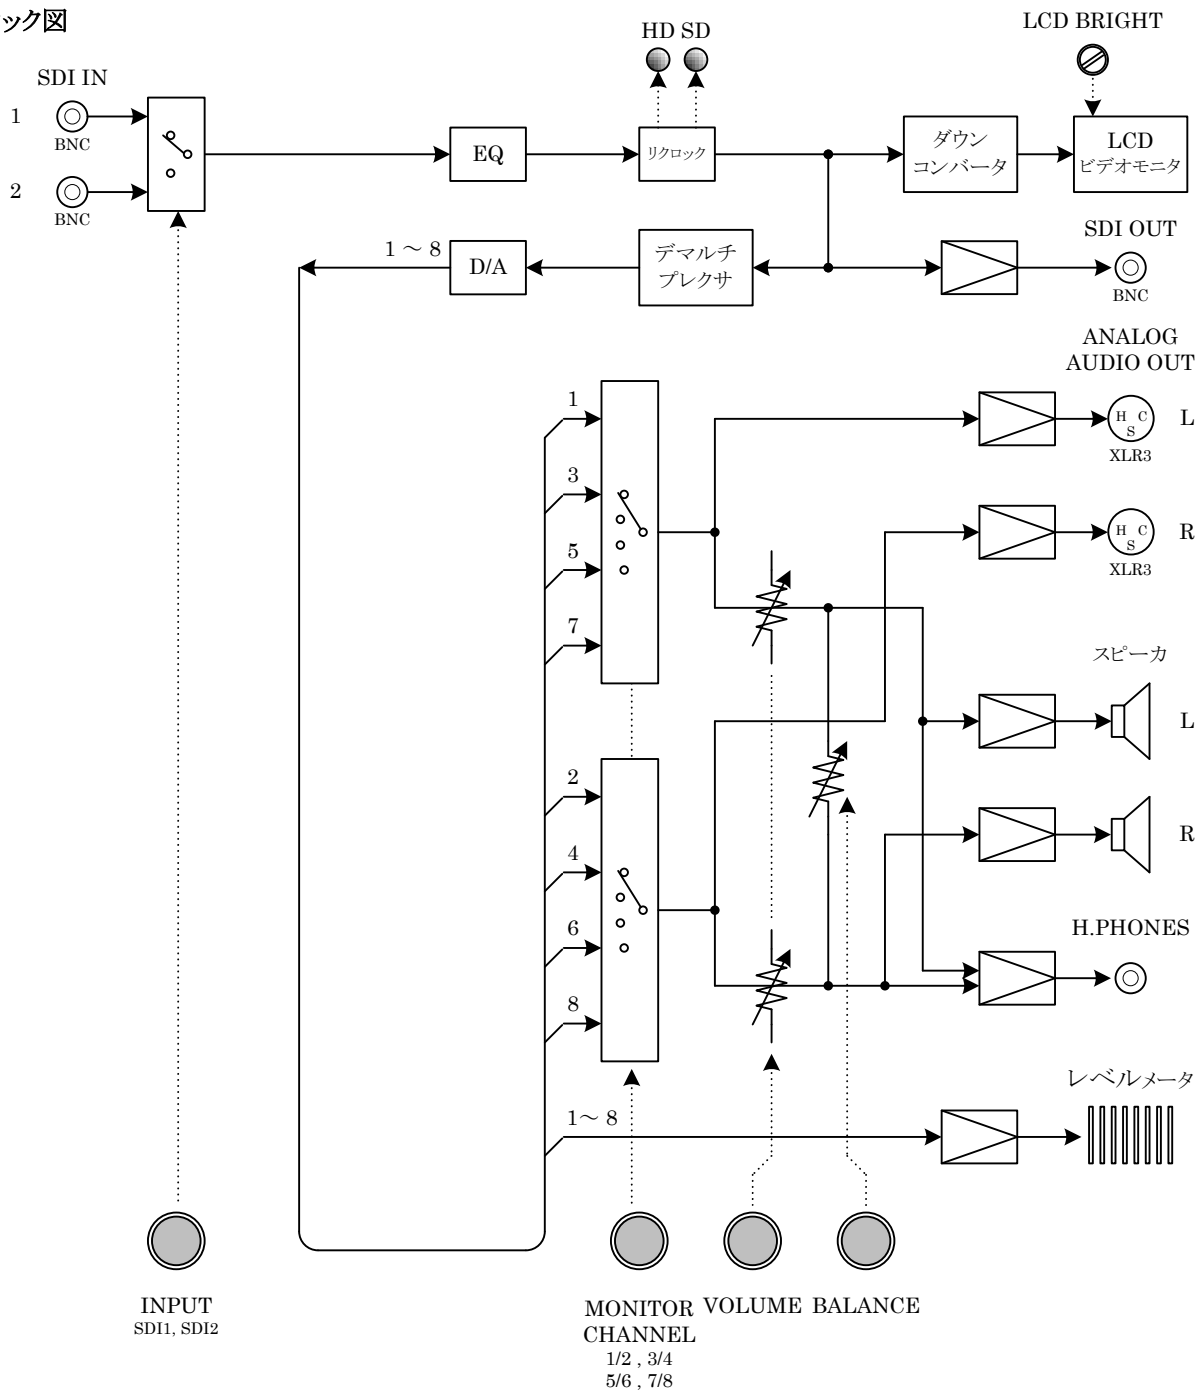 ック図
LCD BRIGHT
HD SD
SDI IN
1
BNC
2
BNC
EQ
リクロック
ダウン
コンバータ
LCD
ビデオモニタ
SDI OUT
BNC
1 ～ 8
D/A
デマルチ
プレクサ
ANALOG
AUDIO OUT
1
H C
S
XLR3
L
3
H C
S
XLR3
R
5
7
スピーカ
L
2
R
4
H.PHONES
6
8
レベルメータ
1～ 8
INPUT
SDI1, SDI2
MONITOR
CHANNEL
1/2 , 3/4
5/6 , 7/8
VOLUME
BALANCE